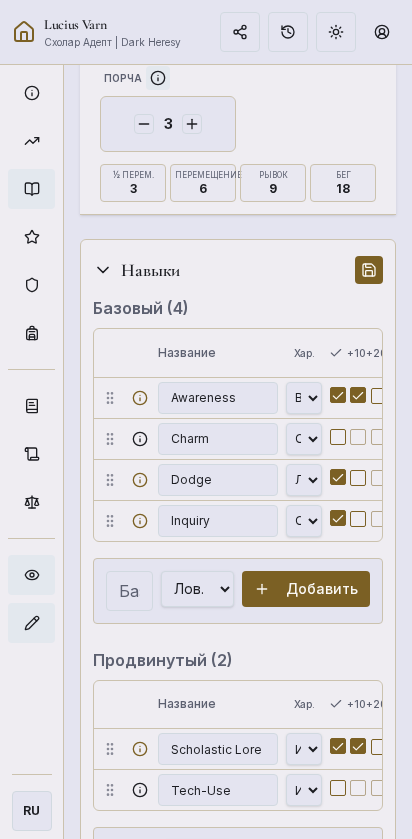 Lucius Varn
Схолар Адепт | Dark Heresy
ПОРЧА
3
½ ПЕРЕМ. ПЕРЕМЕЩЕНИЕ РЫВОК БЕГ
3 6 9 18
Навыки
Базовый (4)
Название Хар. +10 +20
Awareness В
Charm О
Dodge Л
Inquiry О
Ба Лов. Добавить
Продвинутый (2)
Название Хар. +10 +20
Scholastic Lore И
Tech-Use И
RU